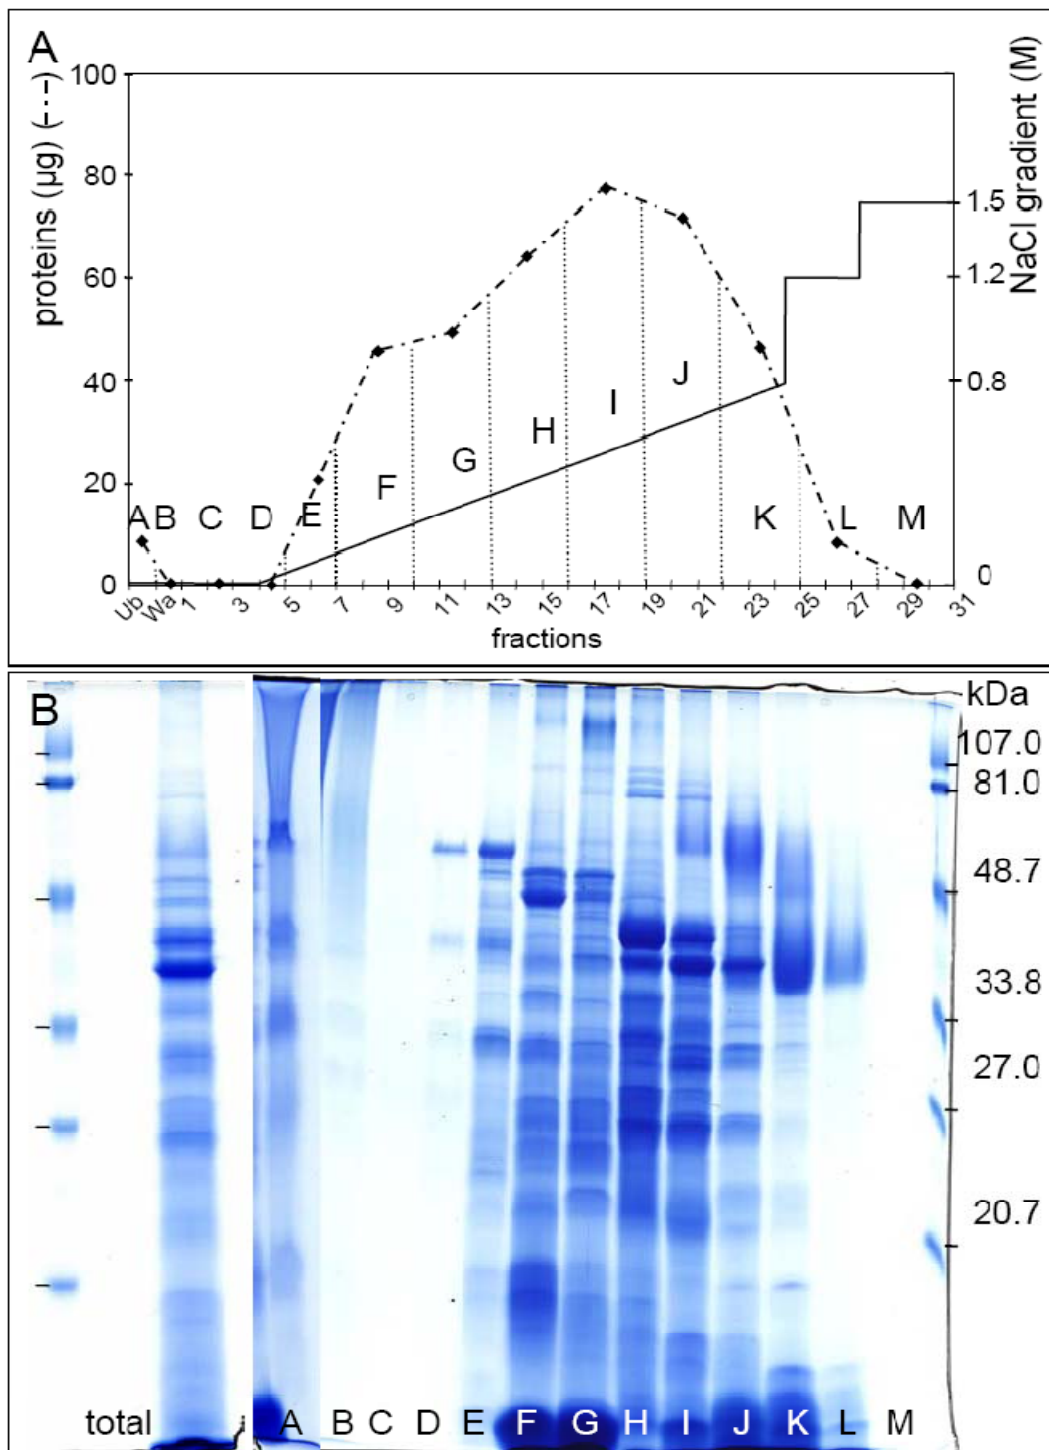 A
proteins (µg) (–·–·–)
NaCl gradient (M)
100
80
60
40
20
0
1.5
1.2
0.8
0
A B C D E F G H I J K L M
Ub Wa 1 3 5 7 9 11 13 15 17 19 21 23 25 27 29 31
fractions
B
kDa
107.0
81.0
48.7
33.8
27.0
20.7
total A B C D E F G H I J K L M